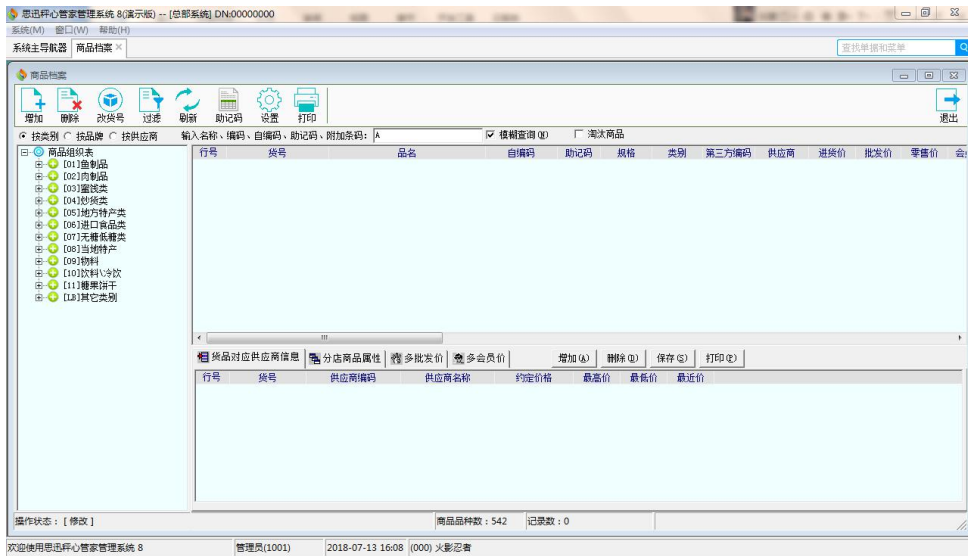 思迅秤心管家管理系统 8(演示版) -- [总部系统] DN:00000000
系统(M) 窗口(W) 帮助(H)
系统主导航器 商品档案 × 查找单据和菜单
商品档案
增加 删除 改货号 过滤 刷新 助记码 设置 打印 退出
按类别 按品牌 按供应商 输入名称、编码、自编码、助记码、附加条码: A 模糊查询(W) 淘汰商品
商品组织表 行号 货号 品名 自编码 助记码 规格 类别 第三方编码 供应商 进货价 批发价 零售价
[01]鱼制品
[02]肉制品
[03]蜜饯类
[04]炒货类
[05]地方特产类
[06]进口食品类
[07]无糖低糖类
[08]当地特产
[09]物料
[10]饮料\冷饮
[11]糖果饼干
[LB]其它类别
货品对应供应商信息 分店商品属性 多批发价 多会员价 增加(A) 删除(D) 保存(S) 打印(P)
行号 货号 供应商编码 供应商名称 约定价格 最高价 最低价 最近价
操作状态：[ 修改 ] 商品品种数：542 记录数：0
欢迎使用思迅秤心管家管理系统 8 管理员(1001) 2018-07-13 16:08 (000) 火影忍者